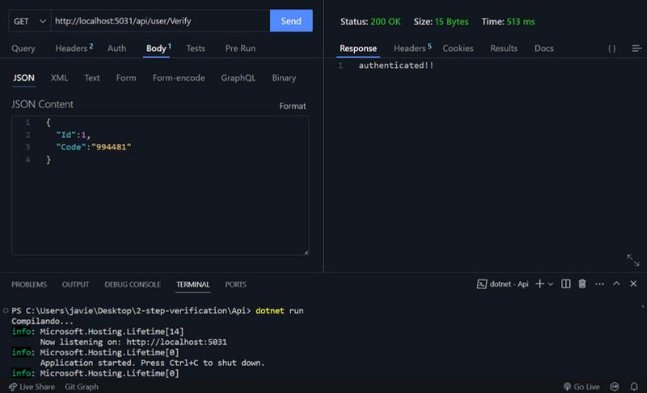 GET http://localhost:5031/api/user/Verify Send
Query Headers 2 Auth Body 1 Tests Pre Run
JSON XML Text Form Form-encode GraphQL Binary
JSON Content Format
1 {
2 "Id":1,
3 "Code":"994481"
4 }
Status: 200 OK Size: 15 Bytes Time: 513 ms
Response Headers 5 Cookies Results Docs { }
1 authenticated!!
PROBLEMS OUTPUT DEBUG CONSOLE TERMINAL PORTS dotnet - Api
PS C:\Users\javie\Desktop\2-step-verification\Api> dotnet run
Compilando...
info: Microsoft.Hosting.Lifetime[14]
Now listening on: http://localhost:5031
info: Microsoft.Hosting.Lifetime[0]
Application started. Press Ctrl+C to shut down.
info: Microsoft.Hosting.Lifetime[0]
Live Share Git Graph Go Live